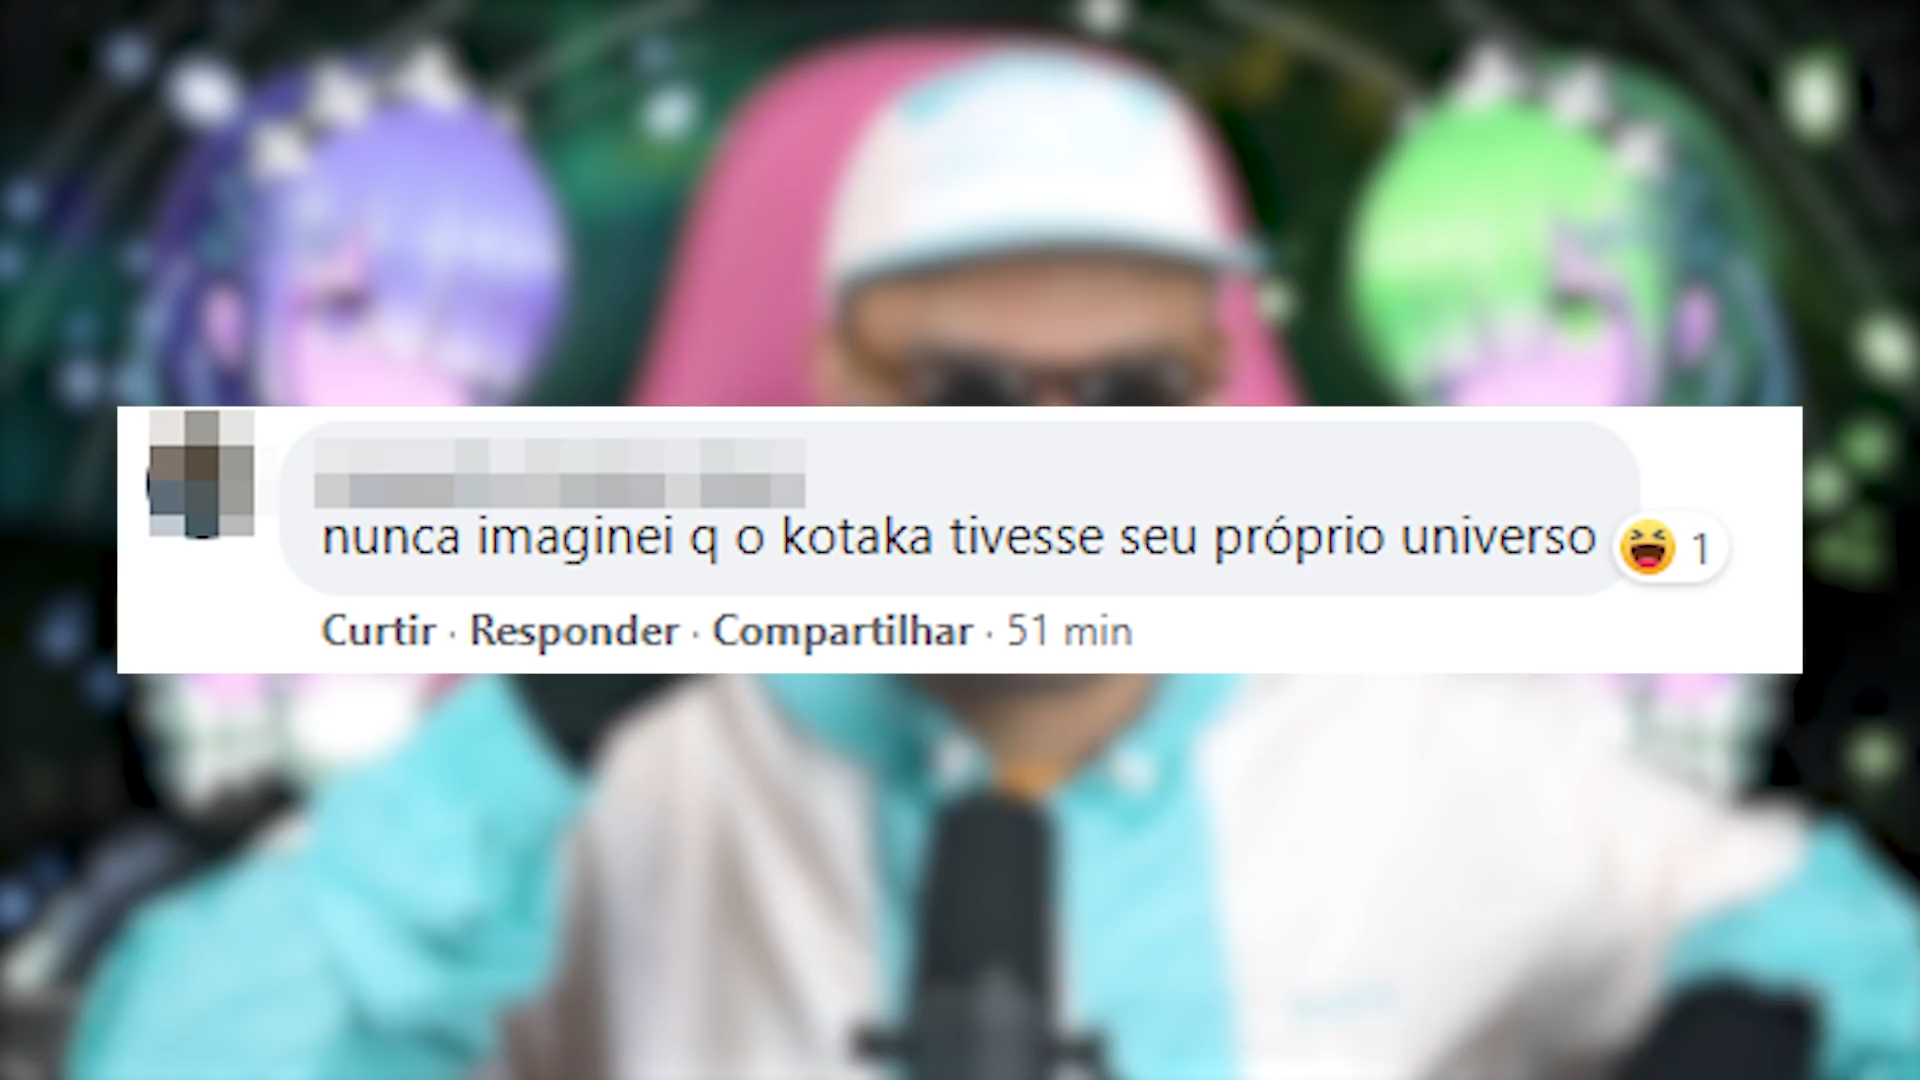 nunca imaginei q o kotaka tivesse seu próprio universo
1
Curtir · Responder · Compartilhar · 51 min